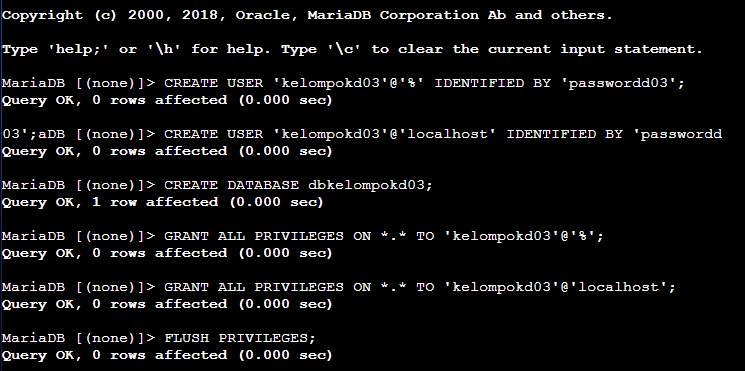 Copyright (c) 2000, 2018, Oracle, MariaDB Corporation Ab and others.
Type 'help;' or '\h' for help. Type '\c' to clear the current input statement.
MariaDB [(none)]> CREATE USER 'kelompokd03'@'%' IDENTIFIED BY 'passwordd03';
Query OK, 0 rows affected (0.000 sec)
03';aDB [(none)]> CREATE USER 'kelompokd03'@'localhost' IDENTIFIED BY 'passwordd
Query OK, 0 rows affected (0.000 sec)
MariaDB [(none)]> CREATE DATABASE dbkelompokd03;
Query OK, 1 row affected (0.000 sec)
MariaDB [(none)]> GRANT ALL PRIVILEGES ON *.* TO 'kelompokd03'@'%';
Query OK, 0 rows affected (0.000 sec)
MariaDB [(none)]> GRANT ALL PRIVILEGES ON *.* TO 'kelompokd03'@'localhost';
Query OK, 0 rows affected (0.000 sec)
MariaDB [(none)]> FLUSH PRIVILEGES;
Query OK, 0 rows affected (0.000 sec)